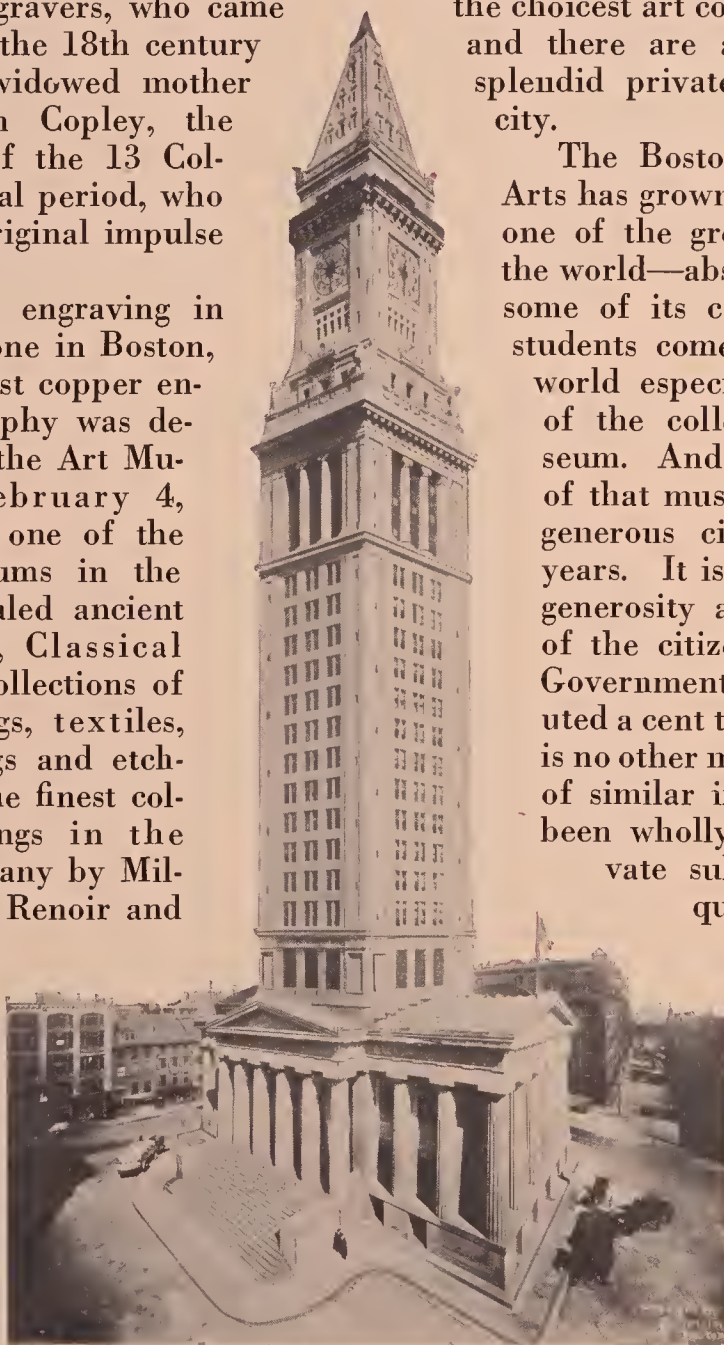 gravers, who came
the 18th century
widowed mother
Copley, the
f the 13 Col-
al period, who
riginal impulse
engraving in
one in Boston,
st copper en-
phy was de-
the Art Mu-
ebruary 4,
one of the
ums in the
aled ancient
, Classical
ollections of
gs, textiles,
gs and etch-
e finest col-
ngs in the
any by Mil-
Renoir and
the choicest art co
and there are a
splendid private
city.
The Bosto
Arts has grown
one of the gre
the world—abs
some of its c
students come
world especi
of the coll
seum. And
of that mus
generous ci
years. It is
generosity a
of the citize
Government
uted a cent t
is no other m
of similar i
been wholly
vate su
qu